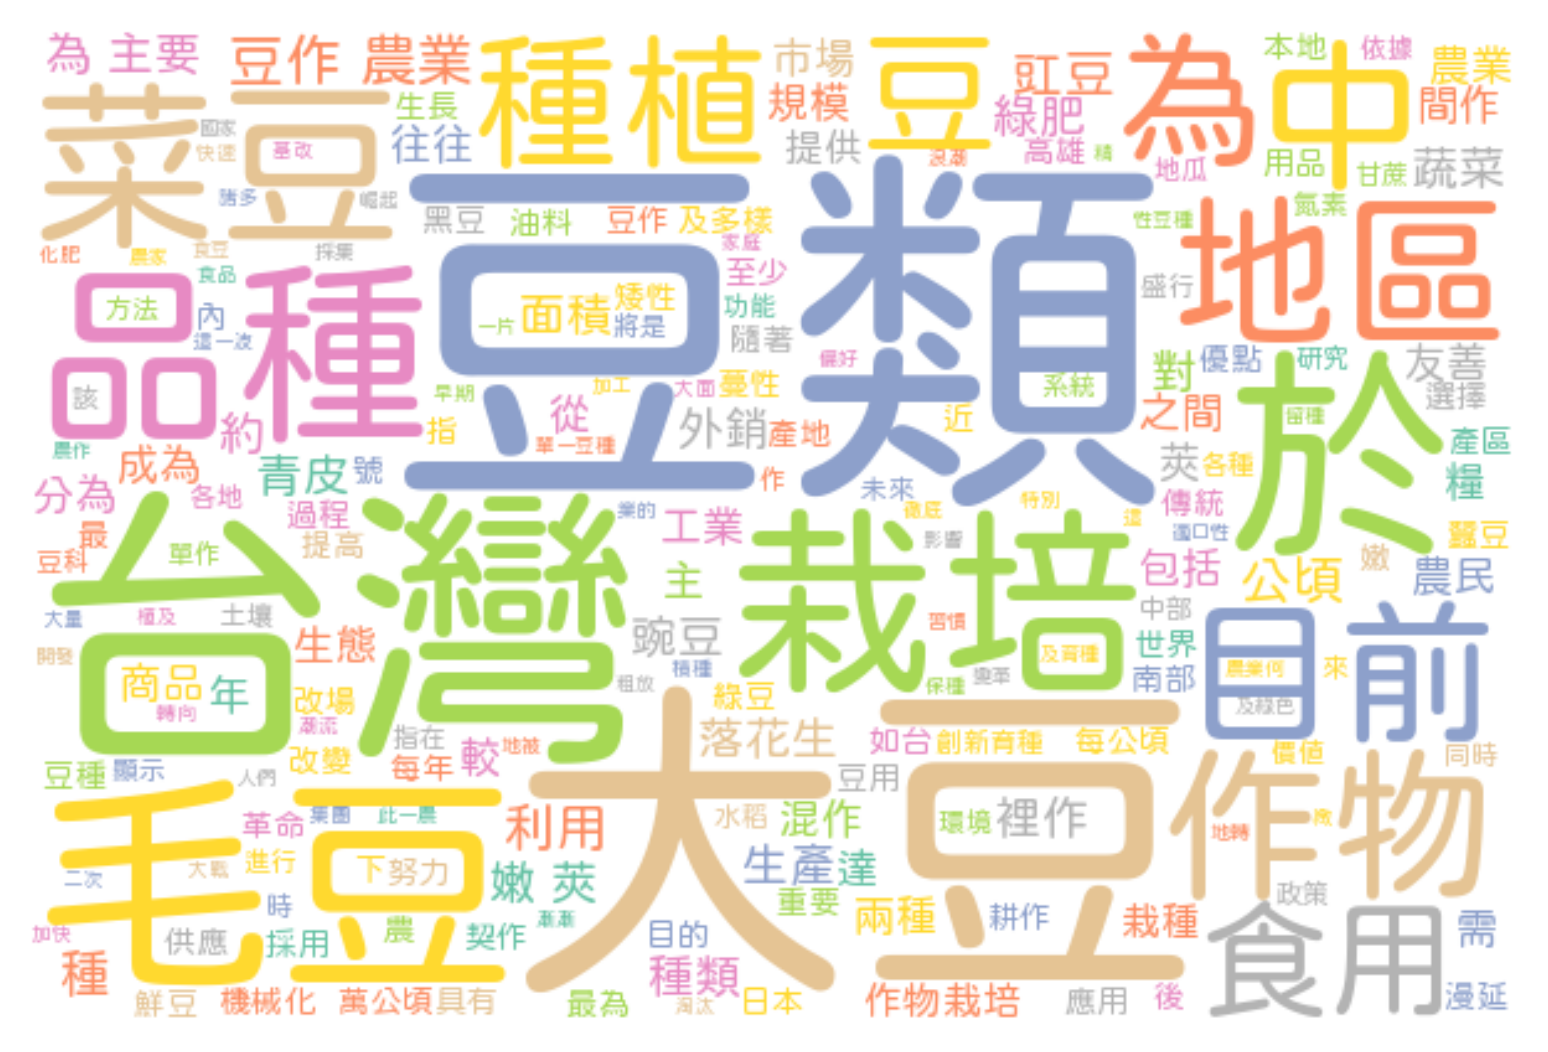 為 主要 豆作 農業 種植 市場 豆 豇豆 為 本地 依據 中 農業
規模 綠肥 間作
菜豆 國家 生長 往往 提供 高雄 精 用品 甘蔗 蔬菜
快速 基改 浪潮 地瓜
諸多 崛起 黑豆 油料 豆作 及多樣 性豆種 氮素
化肥 農家 食豆 採集 豆類 家庭 地區
食品 至少 盛行
品種 方法 內 一片 面積 矮性 將是 功能
這一次 隨著
儷好 對 優點 研究 友善
該 早期 加工 大面 蔓性 系統 選擇
約 指 從 外銷 產地 近 之間 於 留種
農作 單一豆種 產區
成為 青皮 號 作 莢 各種 糧
分為 各地 未來 特別 傳統
最 過程 業的 工業 徹底 這
豆科 單作 提高 影響 適口性 蠶豆
台灣 主 栽培 包括 公頃 嫩 農民
大量 植及 土壤 豌豆 習慣 中部 目前
開發 生態 積種 及育種 世界 農業何 來
商品 年 改場 粗放 保種 變革 南部 及綠色
轉向 潮流 綠豆
指在 落花生 如台 創新育種 每公頃 價值 同時
豆種 顯示 人們 改變 每年 較 地被 豆用
毛豆 大豆 作物
革命 集團 此一農 利用 水稻 混作 環境 裡作 地轉
二次 大戰 進行 下 努力 嫩 莢 生產 達
時 重要 兩種 耕作 栽種 政策
加快 供應 採用 農 契作 漸漸 目的 食用 需
種 種類
鮮豆 機械化 萬公頃 具有 最為 淘汰 日本 作物栽培 應用 後 漫延